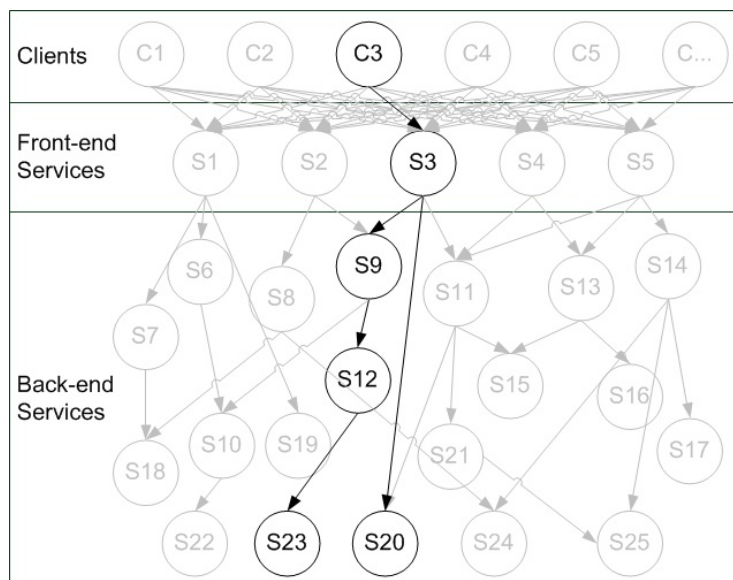 Clients
C1 C2 C3 C4 C5 C...
Front-end
Services
S1 S2 S3 S4 S5
S6 S9 S11 S13 S14
S8
S7
Back-end
Services
S12 S15 S16
S18 S10 S19 S21 S17
S22 S23 S20 S24 S25